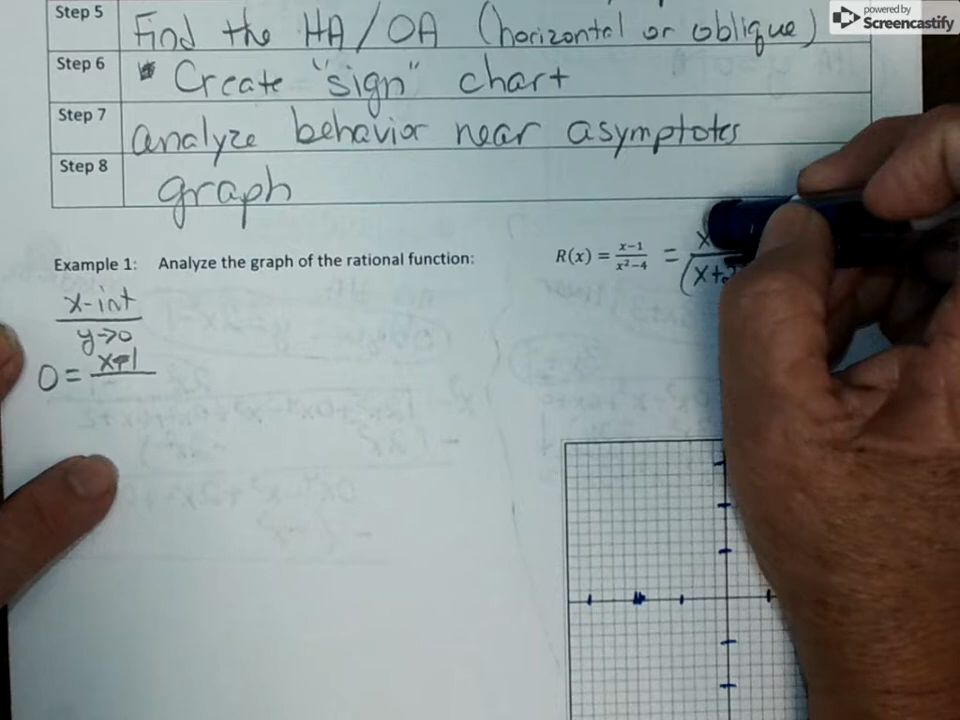 powered by
Screencastify
Step 5 Find the HA/OA (horizontal or oblique)
Step 6 Create "sign" chart
Step 7 analyze behavior near asymptotes
Step 8 graph
Example 1: Analyze the graph of the rational function: R(x) = x-1 / x²-4 = x / (x+
x-int
y→0
0 = x-1